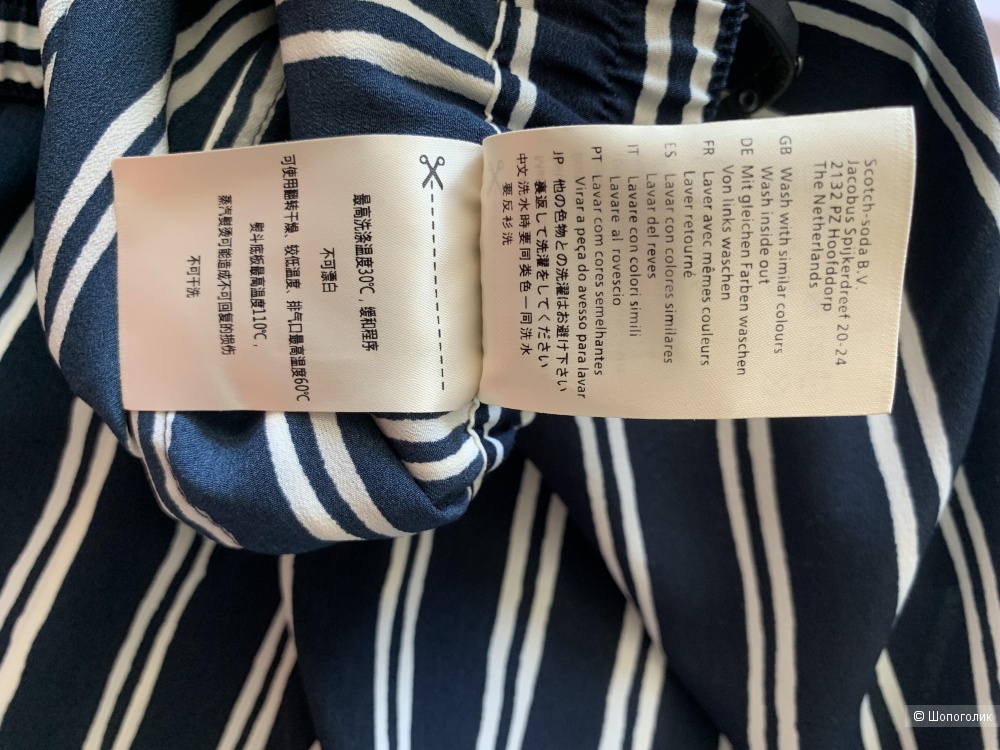 Scotch-soda B.V.
Jacobus Spijkerdreef 20-24
2132 PZ Hoofddorp
The Netherlands
GB Wash with similar colours
Wash inside out
DE Mit gleichen Farben waschen
Von links waschen
FR Laver avec mêmes couleurs
Laver retourné
ES Lavar con colores similares
Lavar del reves
IT Lavare con colori simili
Lavare al rovescio
PT Lavar com cores semelhantes
Virar a peça do avesso para lavar
JP 他の色物との洗濯はお避け下さい
裏返して洗濯をしてください
中文 洗水時要同类色一同洗水
要反衫洗
最高洗涤温度30℃，缓和程序
不可漂白
可使用翻转干燥、较低温度、排气口最高温度60℃
熨斗底板最高温度110℃，
蒸汽熨烫可能造成不可回复的损伤
不可干洗
© Шопоголик